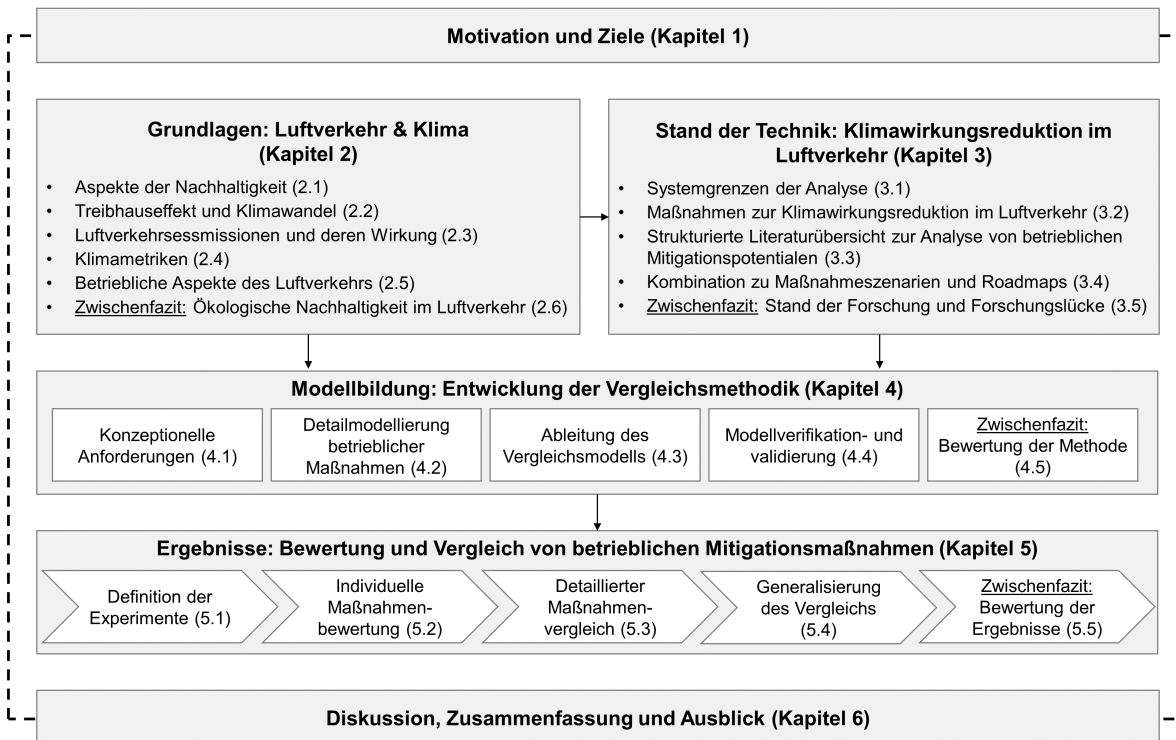 Motivation und Ziele (Kapitel 1)
Grundlagen: Luftverkehr & Klima
(Kapitel 2)
• Aspekte der Nachhaltigkeit (2.1)
• Treibhauseffekt und Klimawandel (2.2)
• Luftverkehrsessmissionen und deren Wirkung (2.3)
• Klimametriken (2.4)
• Betriebliche Aspekte des Luftverkehrs (2.5)
• Zwischenfazit: Ökologische Nachhaltigkeit im Luftverkehr (2.6)
Stand der Technik: Klimawirkungsreduktion im
Luftverkehr (Kapitel 3)
• Systemgrenzen der Analyse (3.1)
• Maßnahmen zur Klimawirkungsreduktion im Luftverkehr (3.2)
• Strukturierte Literaturübersicht zur Analyse von betrieblichen
Mitigationspotentialen (3.3)
• Kombination zu Maßnahmeszenarien und Roadmaps (3.4)
• Zwischenfazit: Stand der Forschung und Forschungslücke (3.5)
Modellbildung: Entwicklung der Vergleichsmethodik (Kapitel 4)
Konzeptionelle
Anforderungen (4.1)
Detailmodellierung
betrieblicher
Maßnahmen (4.2)
Ableitung des
Vergleichsmodells (4.3)
Modellverifikation- und
validierung (4.4)
Zwischenfazit:
Bewertung der Methode
(4.5)
Ergebnisse: Bewertung und Vergleich von betrieblichen Mitigationsmaßnahmen (Kapitel 5)
Definition der
Experimente (5.1)
Individuelle
Maßnahmen-
bewertung (5.2)
Detaillierter
Maßnahmen-
vergleich (5.3)
Generalisierung
des Vergleichs
(5.4)
Zwischenfazit:
Bewertung der
Ergebnisse (5.5)
Diskussion, Zusammenfassung und Ausblick (Kapitel 6)